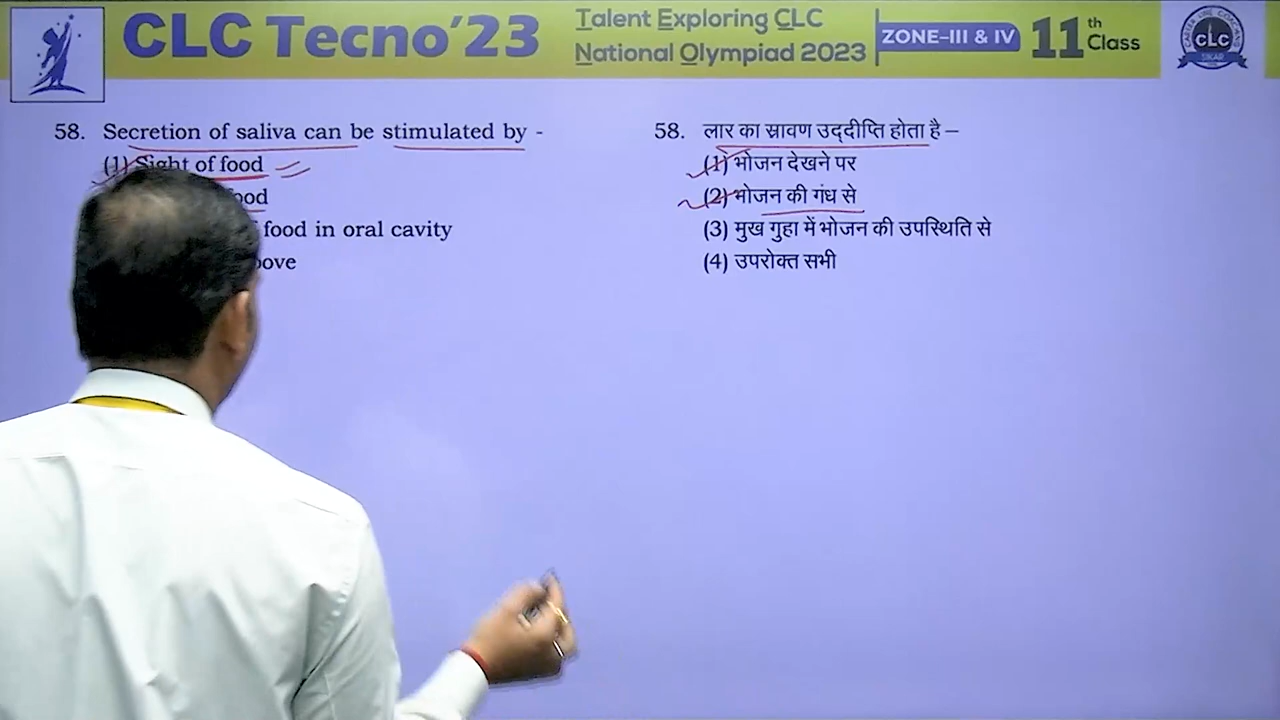 CLC Tecno'23
Talent Exploring CLC
National Olympiad 2023
ZONE–III & IV
11th Class
CLC
SIKAR
58. Secretion of saliva can be stimulated by -
(1) Sight of food
food
food in oral cavity
58. लार का स्रावण उद्दीप्ति होता है –
(1) भोजन देखने पर
(2) भोजन की गंध से
(3) मुख गुहा में भोजन की उपस्थिति से
(4) उपरोक्त सभी